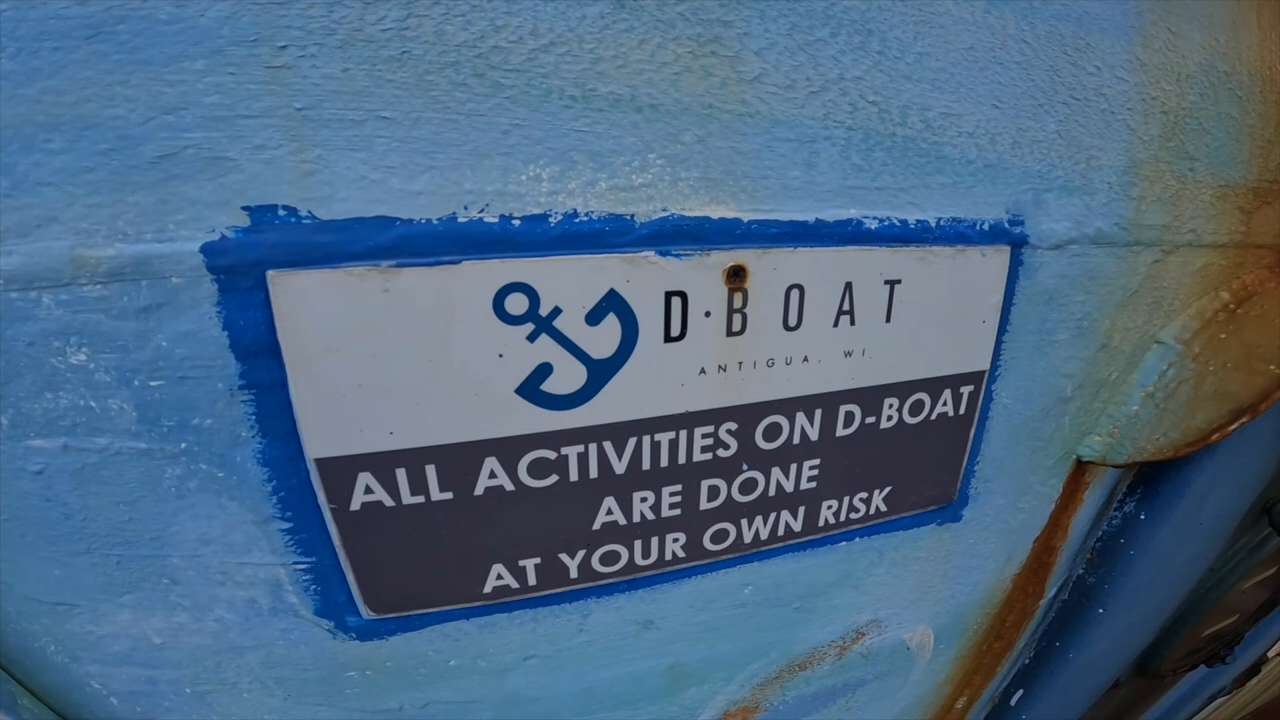 D·BOAT
ANTIGUA, WI
ALL ACTIVITIES ON D-BOAT
ARE DONE
AT YOUR OWN RISK